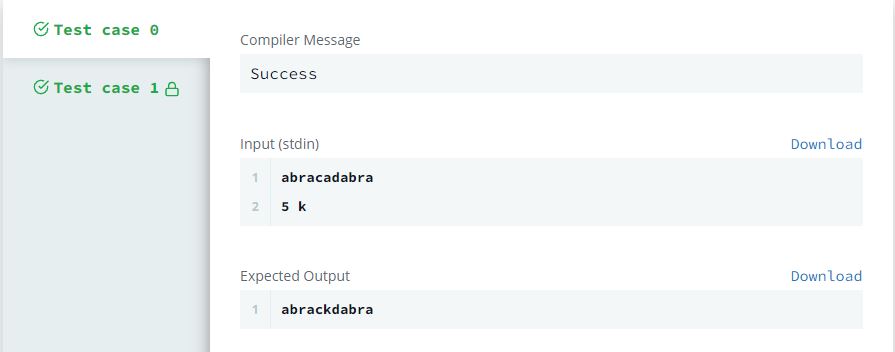 Test case 0
Test case 1
Compiler Message
Success
Input (stdin)
Download
1 abracadabra
2 5 k
Expected Output
Download
1 abrackdabra